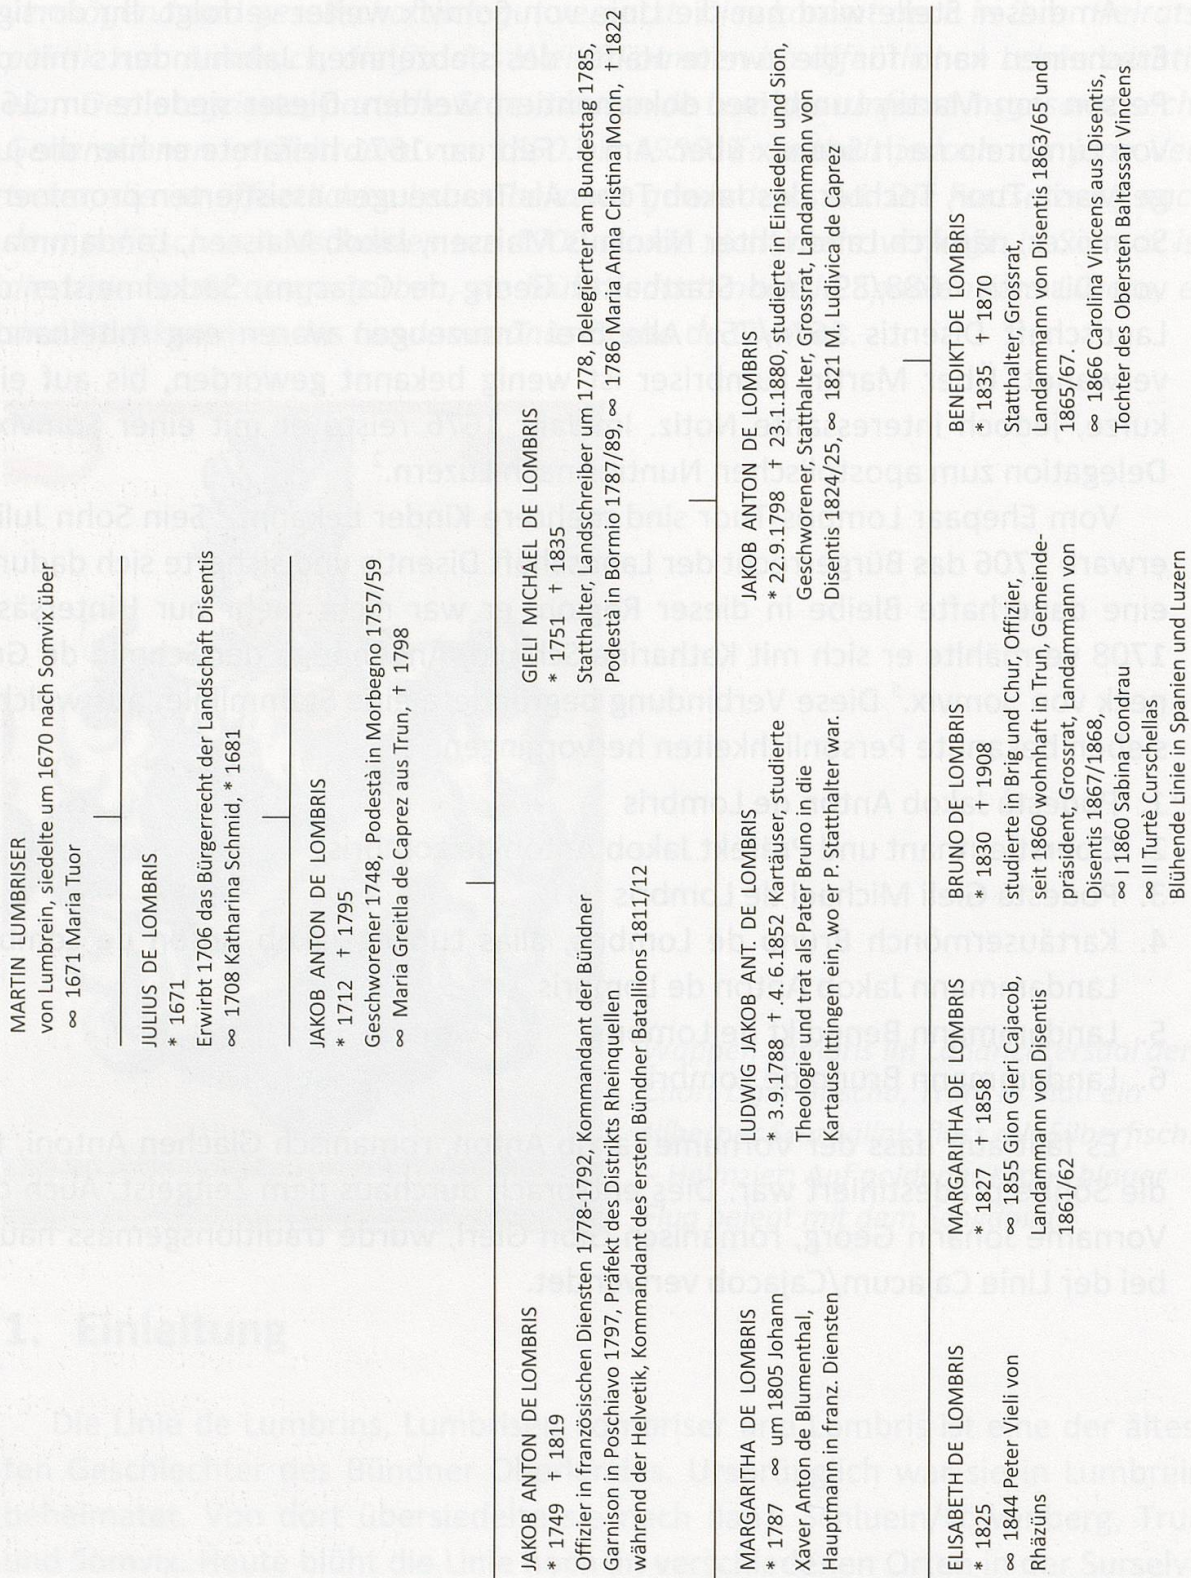 MARTIN LUMBRISER
von Lumbrein, siedelte um 1670 nach Somvix über
∞ 1671 Maria Tuor
JULIUS DE LOMBRIS
* 1671
Erwirbt 1706 das Bürgerrecht der Landschaft Disentis
∞ 1708 Katharina Schmid, * 1681
JAKOB ANTON DE LOMBRIS
* 1712 † 1795
Geschworener 1748, Podestà in Morbegno 1757/59
∞ Maria Greitla de Caprez aus Trun, † 1798
JAKOB ANTON DE LOMBRIS
* 1749 † 1819
Offizier in französischen Diensten 1778-1792, Kommandant der Bündner
Garnison in Poschiavo 1797, Präfekt des Distrikts Rheinquellen
während der Helvetik, Kommandant des ersten Bündner Batallions 1811/12
GIELI MICHAEL DE LOMBRIS
* 1751 † 1835
Statthalter, Landschreiber um 1778, Delegierter am Bundestag 1785,
Podestà in Bormio 1787/89, ∞ 1786 Maria Anna Cristina Mon, † 1822
MARGARITHA DE LOMBRIS
* 1787 ∞ um 1805 Johann
Xaver Anton de Blumenthal,
Hauptmann in franz. Diensten
LUDWIG JAKOB ANT. DE LOMBRIS
* 3.9.1788 † 4. 6.1852 Kartäuser, studierte
Theologie und trat als Pater Bruno in die
Kartause Ittingen ein, wo er P. Statthalter war.
JAKOB ANTON DE LOMBRIS
* 22.9.1798 † 23.1.1880, studierte in Einsiedeln und Sion,
Geschworener, Statthalter, Grossrat, Landammann von
Disentis 1824/25, ∞ 1821 M. Ludivica de Caprez
ELISABETH DE LOMBRIS
* 1825
∞ 1844 Peter Vieli von
Rhäzuns
MARGARITHA DE LOMBRIS
* 1827 † 1858
∞ 1855 Gion Gieri Cajacob,
Landammann von Disentis
1861/62
BRUNO DE LOMBRIS
* 1830 † 1908
studierte in Brig und Chur, Offizier,
seit 1860 wohnhaft in Trun, Gemeinde-
präsident, Grossrat, Landammann von
Disentis 1867/1868,
∞ I 1860 Sabina Condrau
∞ II Turtè Curschellas
Blühende Linie in Spanien und Luzern
BENEDIKT DE LOMBRIS
* 1835 † 1870
Statthalter, Grossrat,
Landammann von Disentis 1863/65 und
1865/67.
∞ 1866 Carolina Vicens aus Disentis,
Tochter des Obersten Baltassar Vincens